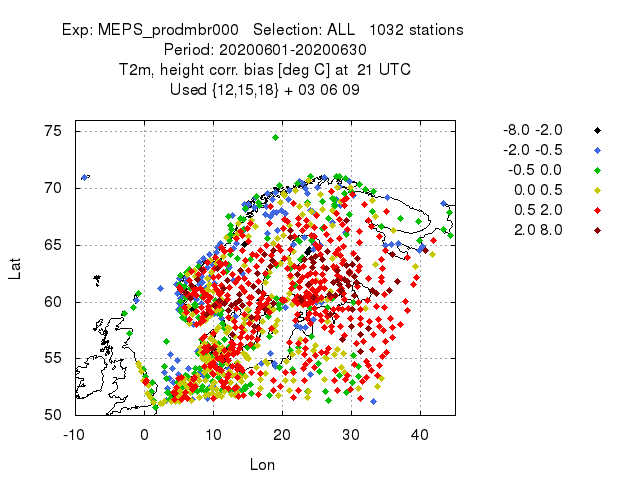 Exp: MEPS_prodmbr000 Selection: ALL 1032 stations
Period: 20200601-20200630
T2m, height corr. bias [deg C] at 21 UTC
Used {12,15,18} + 03 06 09
-8.0 -2.0
-2.0 -0.5
-0.5 0.0
0.0 0.5
0.5 2.0
2.0 8.0
75
70
65
60
55
50
Lat
-10 0 10 20 30 40
Lon